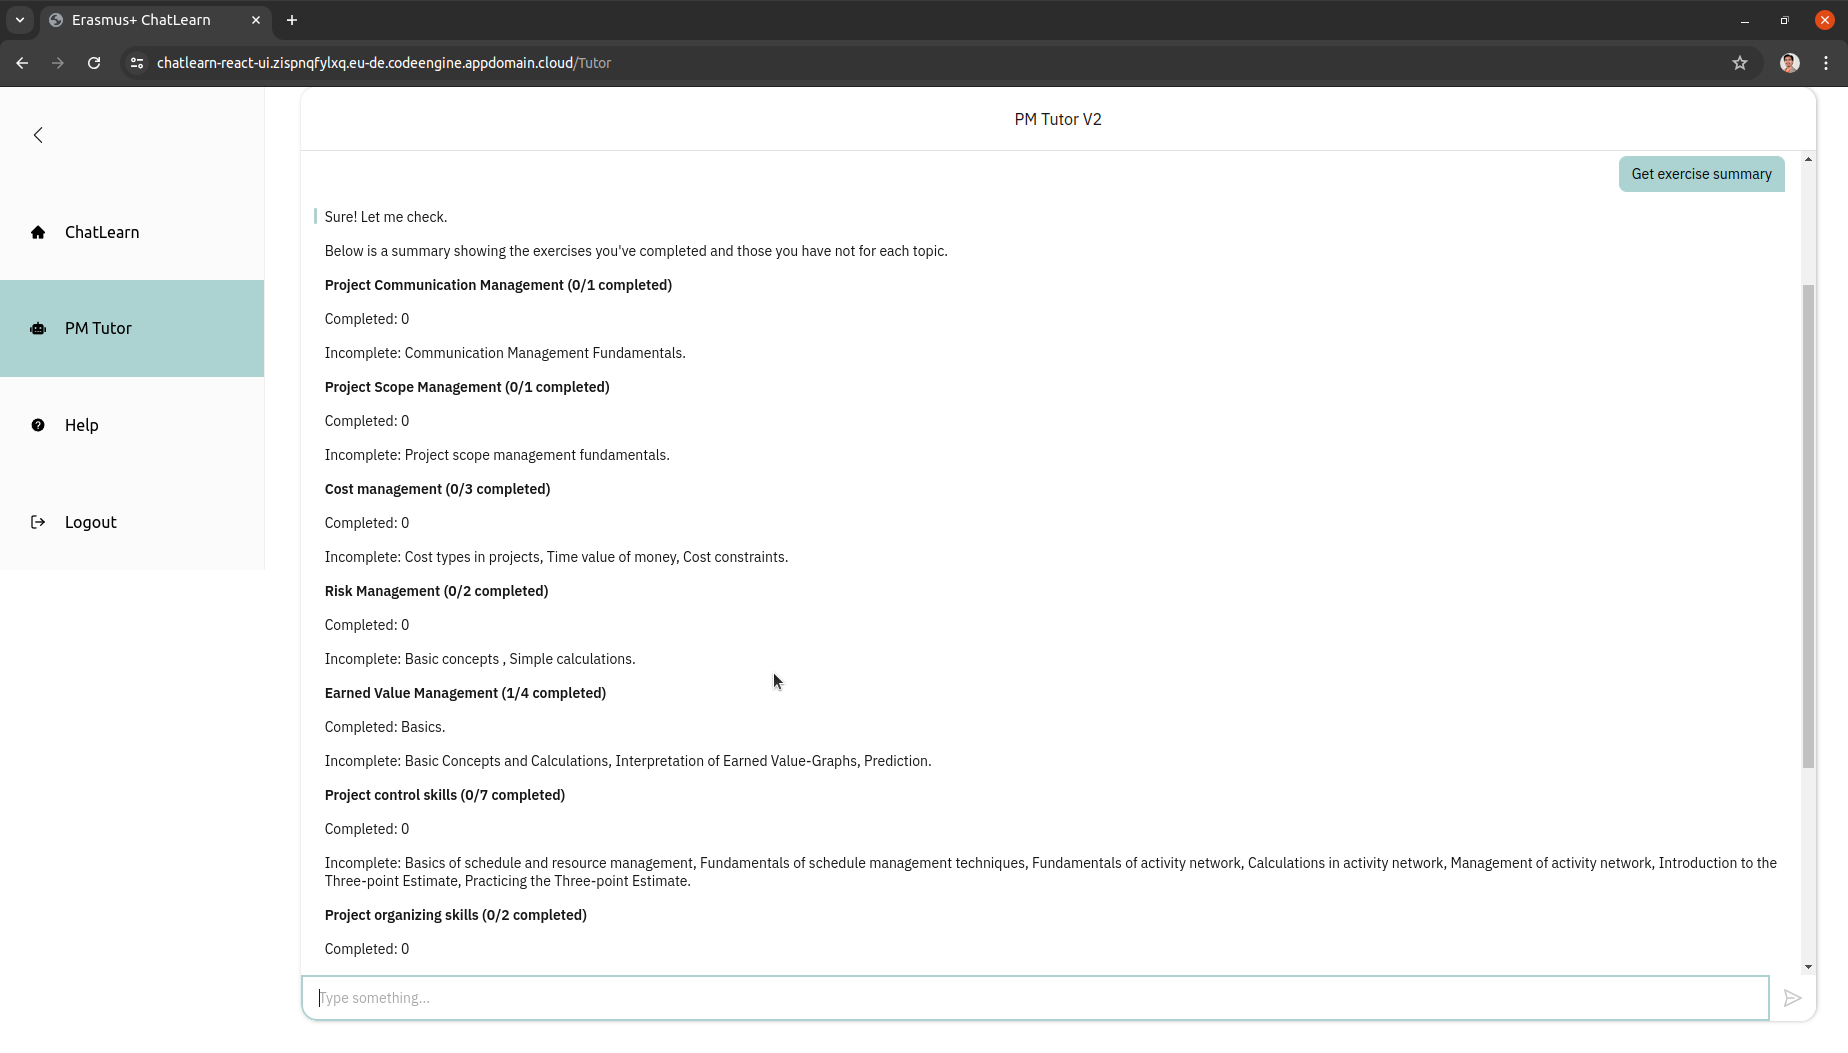 Erasmus+ ChatLearn
chatlearn-react-ui.zispnqfylxq.eu-de.codeengine.appdomain.cloud/Tutor
ChatLearn
PM Tutor
Help
Logout
PM Tutor V2
Get exercise summary
Sure! Let me check.
Below is a summary showing the exercises you've completed and those you have not for each topic.
Project Communication Management (0/1 completed)
Completed: 0
Incomplete: Communication Management Fundamentals.
Project Scope Management (0/1 completed)
Completed: 0
Incomplete: Project scope management fundamentals.
Cost management (0/3 completed)
Completed: 0
Incomplete: Cost types in projects, Time value of money, Cost constraints.
Risk Management (0/2 completed)
Completed: 0
Incomplete: Basic concepts , Simple calculations.
Earned Value Management (1/4 completed)
Completed: Basics.
Incomplete: Basic Concepts and Calculations, Interpretation of Earned Value-Graphs, Prediction.
Project control skills (0/7 completed)
Completed: 0
Incomplete: Basics of schedule and resource management, Fundamentals of schedule management techniques, Fundamentals of activity network, Calculations in activity network, Management of activity network, Introduction to the
Three-point Estimate, Practicing the Three-point Estimate.
Project organizing skills (0/2 completed)
Completed: 0
Type something...